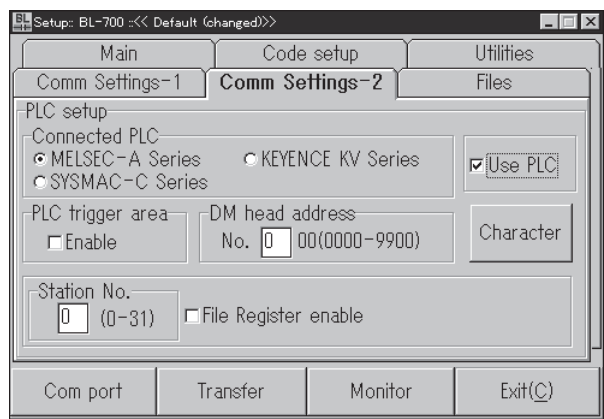 BL Setup:: BL-700 ::<< Default (changed)>>
Main Code setup Utilities
Comm Settings-1 Comm Settings-2 Files
PLC setup
Connected PLC
MELSEC-A Series KEYENCE KV Series
SYSMAC-C Series
Use PLC
PLC trigger area
Enable
DM head address
No. 0 00(0000-9900)
Character
Station No.
0 (0-31)
File Register enable
Com port Transfer Monitor Exit(C)